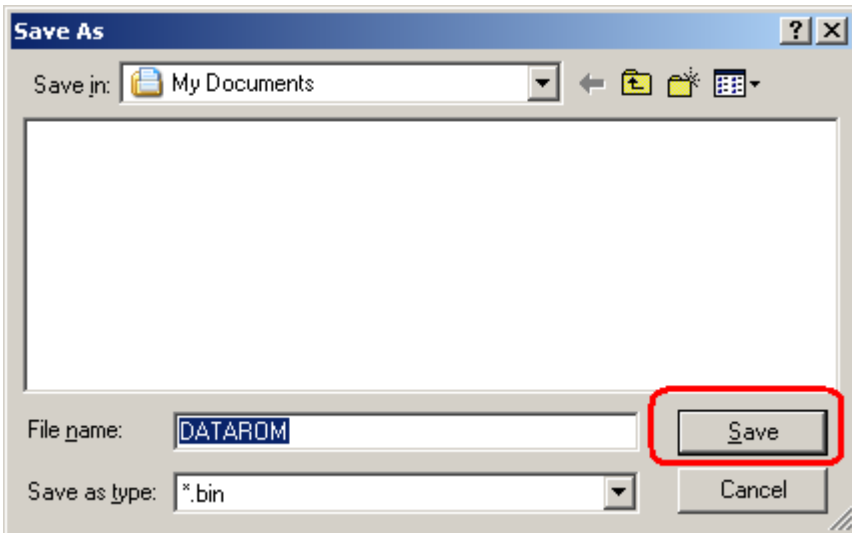 Save As
Save in: My Documents
File name: DATAROM Save
Save as type: *.bin Cancel